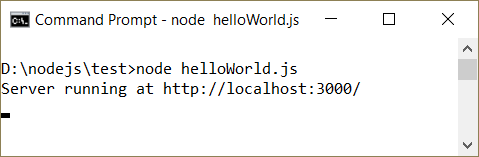 Command Prompt - node  helloWorld.js
D:\nodejs\test>node helloWorld.js
Server running at http://localhost:3000/